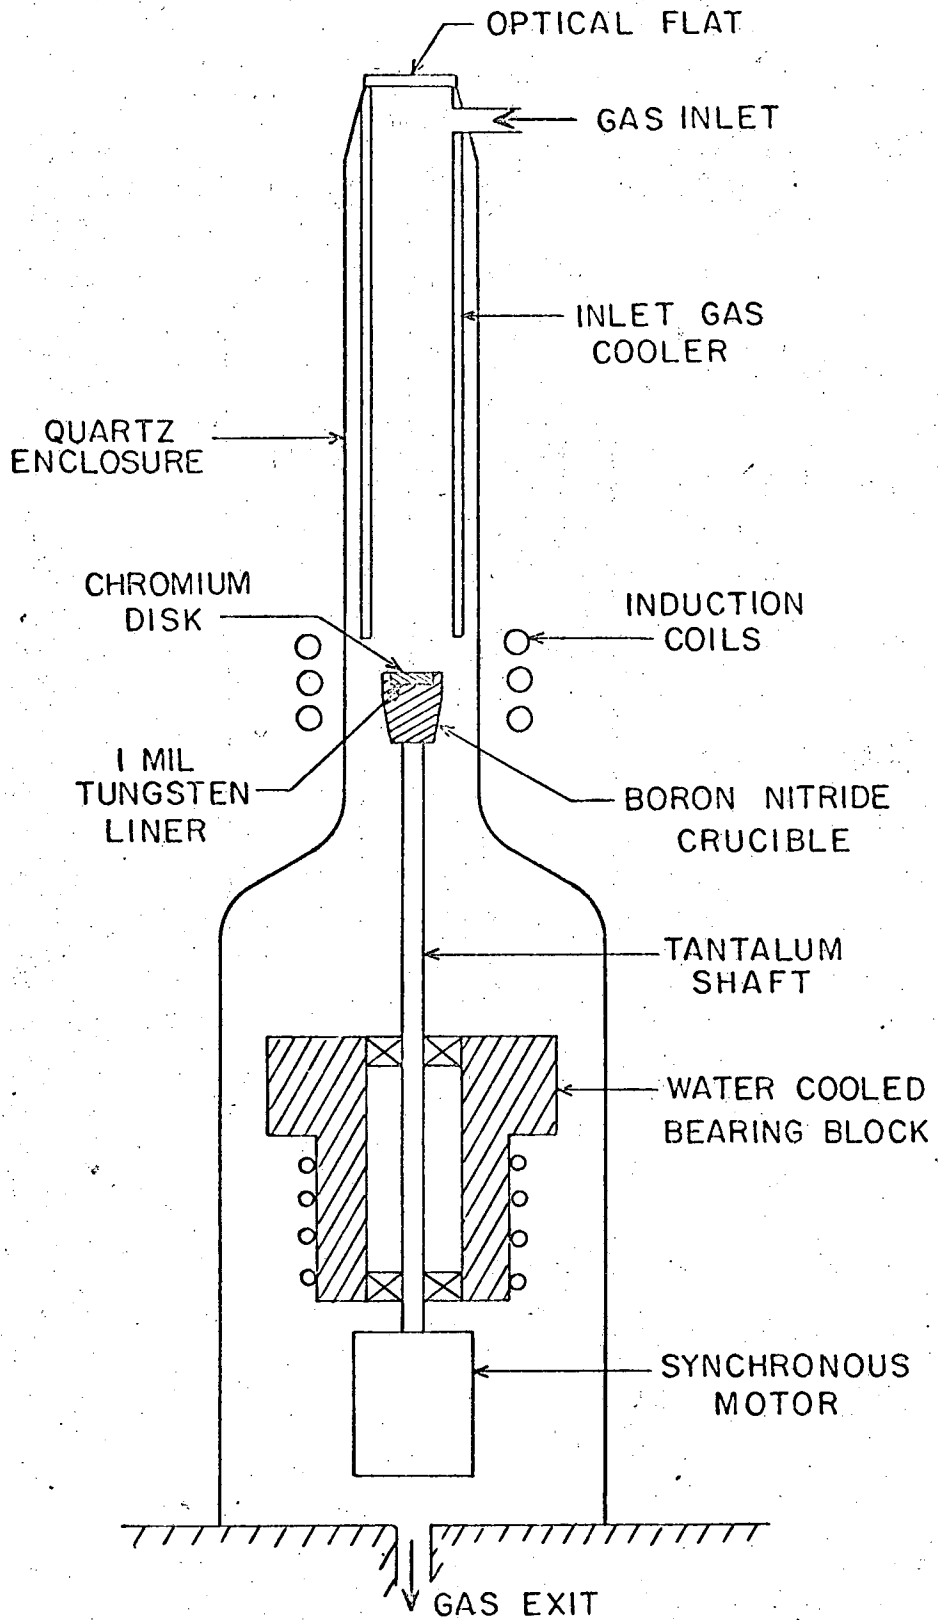 OPTICAL FLAT
GAS INLET
INLET GAS
COOLER
QUARTZ
ENCLOSURE
CHROMIUM
DISK
INDUCTION
COILS
1 MIL
TUNGSTEN
LINER
BORON NITRIDE
CRUCIBLE
TANTALUM
SHAFT
WATER COOLED
BEARING BLOCK
SYNCHRONOUS
MOTOR
GAS EXIT